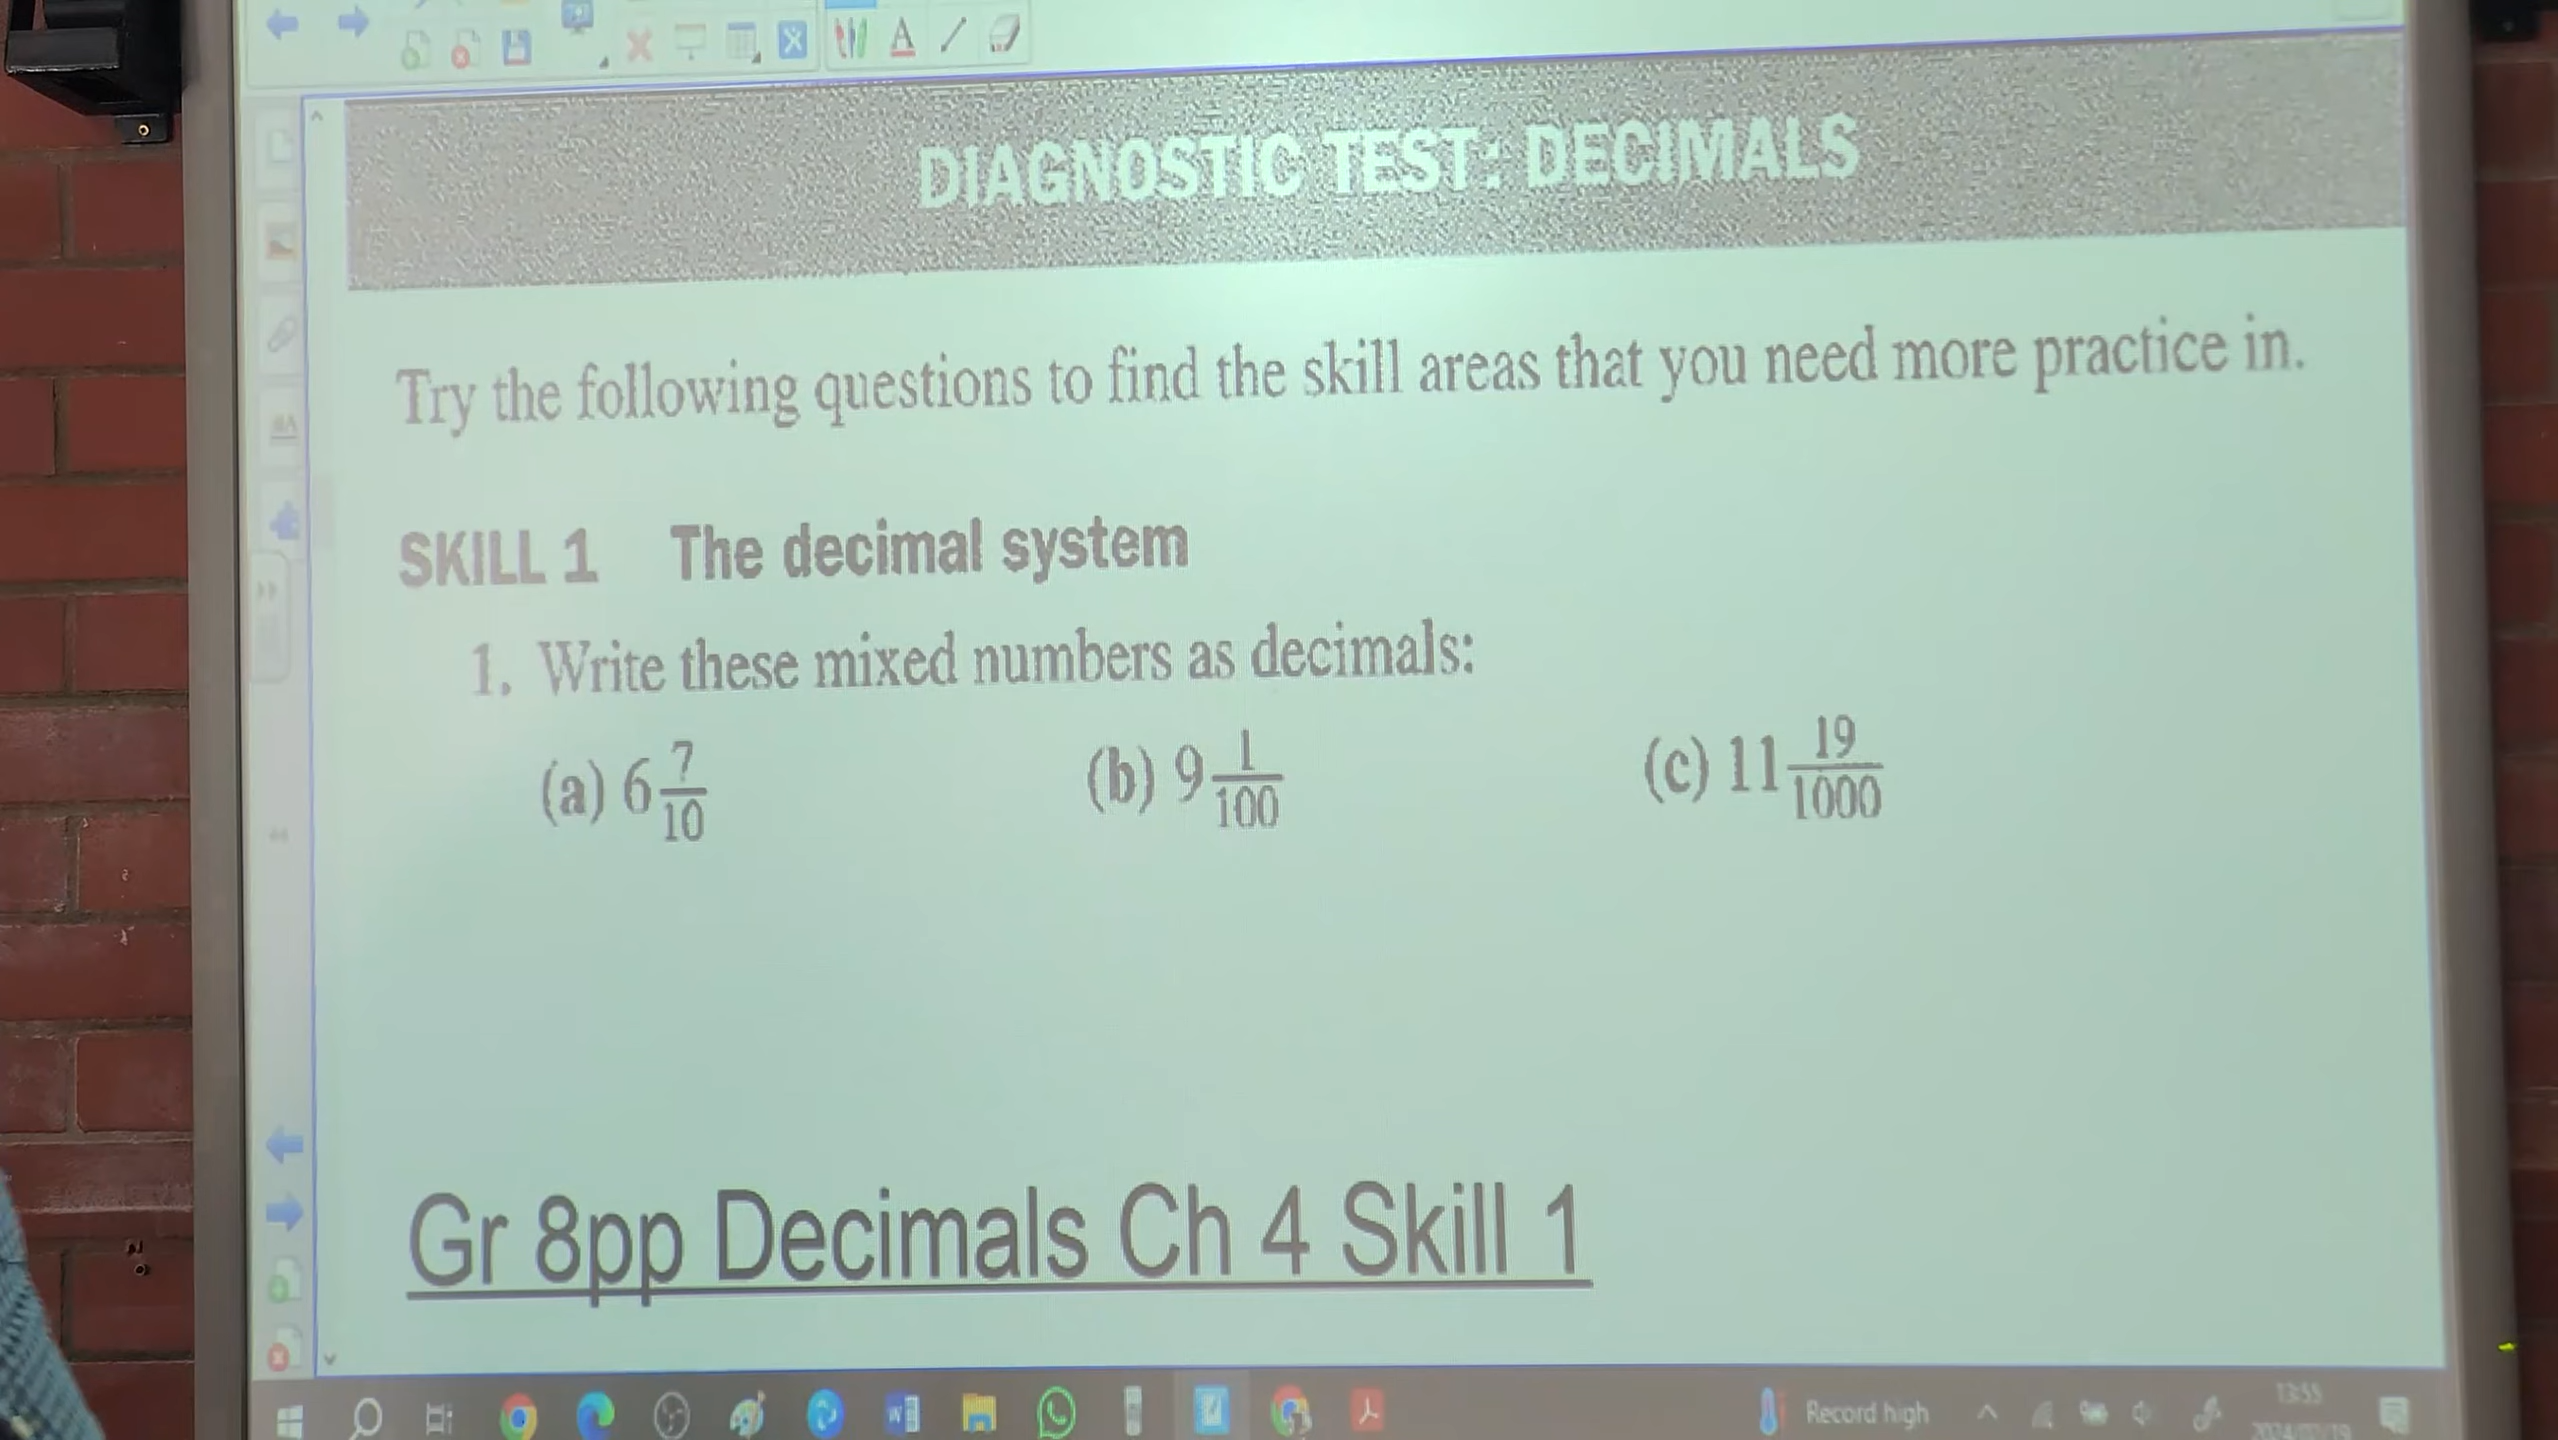 DIAGNOSTIC TEST: DECIMALS
Try the following questions to find the skill areas that you need more practice in.
SKILL 1 The decimal system
1. Write these mixed numbers as decimals:
(a) 6 7/10 (b) 9 1/100 (c) 11 19/1000
Gr 8pp Decimals Ch 4 Skill 1
Record high
13:55